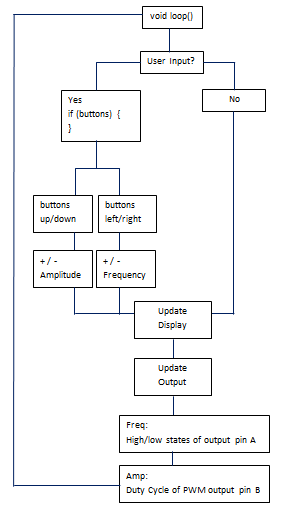 void loop()
User Input?
Yes
if (buttons) {
}
No
buttons
up/down
buttons
left/right
+ / -
Amplitude
+ / -
Frequency
Update
Display
Update
Output
Freq:
High/low states of output pin A
Amp:
Duty Cycle of PWM output pin B